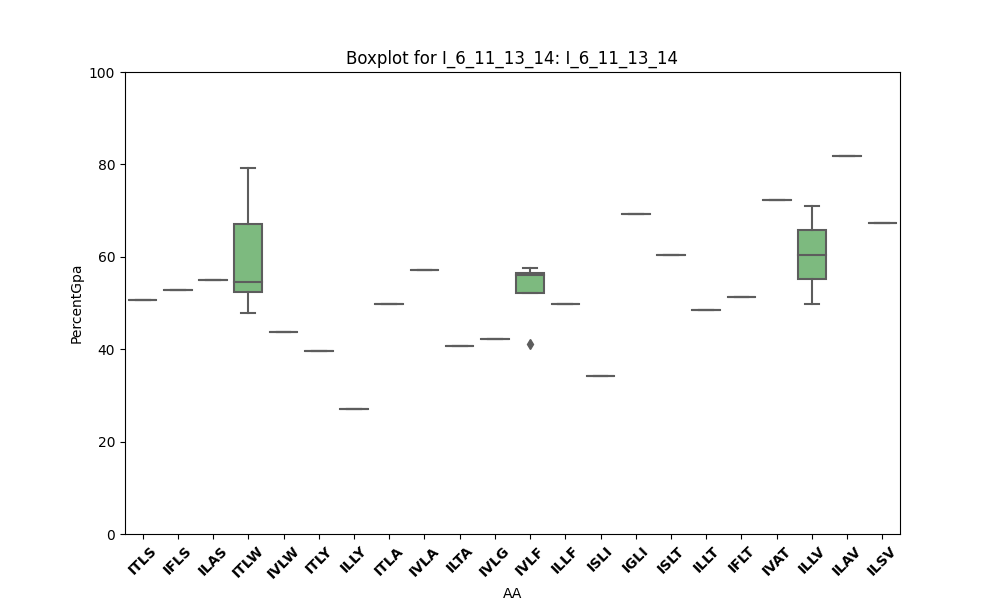 Boxplot for I_6_11_13_14: I_6_11_13_14
100
80
60
40
20
0
PercentGpa
ITLS IFLS ILAS ITLW IVLW ITLY ILLY ITLA IVLA ILTA IVLG IVLF ILLF ISLI IGLI ISLT ILLT IFLT IVAT ILLV ILAV ILSV
AA